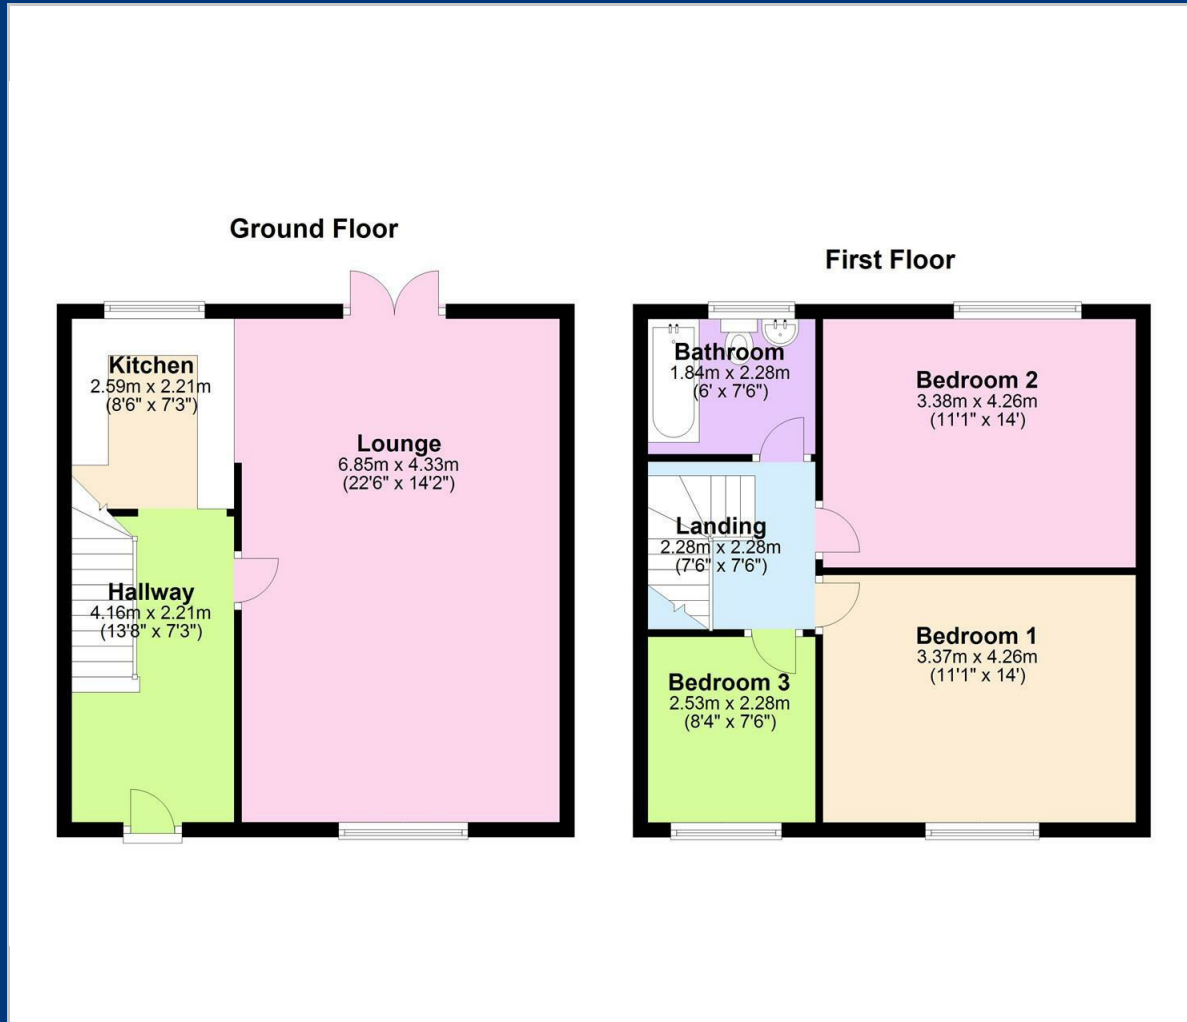 Ground Floor
Kitchen
2.59m x 2.21m
(8'6" x 7'3")
Lounge
6.85m x 4.33m
(22'6" x 14'2")
Hallway
4.16m x 2.21m
(13'8" x 7'3")
First Floor
Bathroom
1.84m x 2.28m
(6' x 7'6")
Bedroom 2
3.38m x 4.26m
(11'1" x 14')
Landing
2.28m x 2.28m
(7'6" x 7'6")
Bedroom 1
3.37m x 4.26m
(11'1" x 14')
Bedroom 3
2.53m x 2.28m
(8'4" x 7'6")